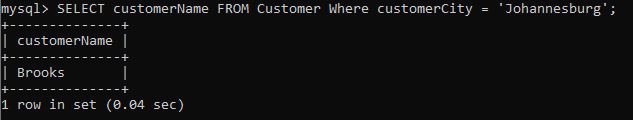 mysql> SELECT customerName FROM Customer Where customerCity = 'Johannesburg';
+--------------+
| customerName |
+--------------+
| Brooks       |
+--------------+
1 row in set (0.04 sec)